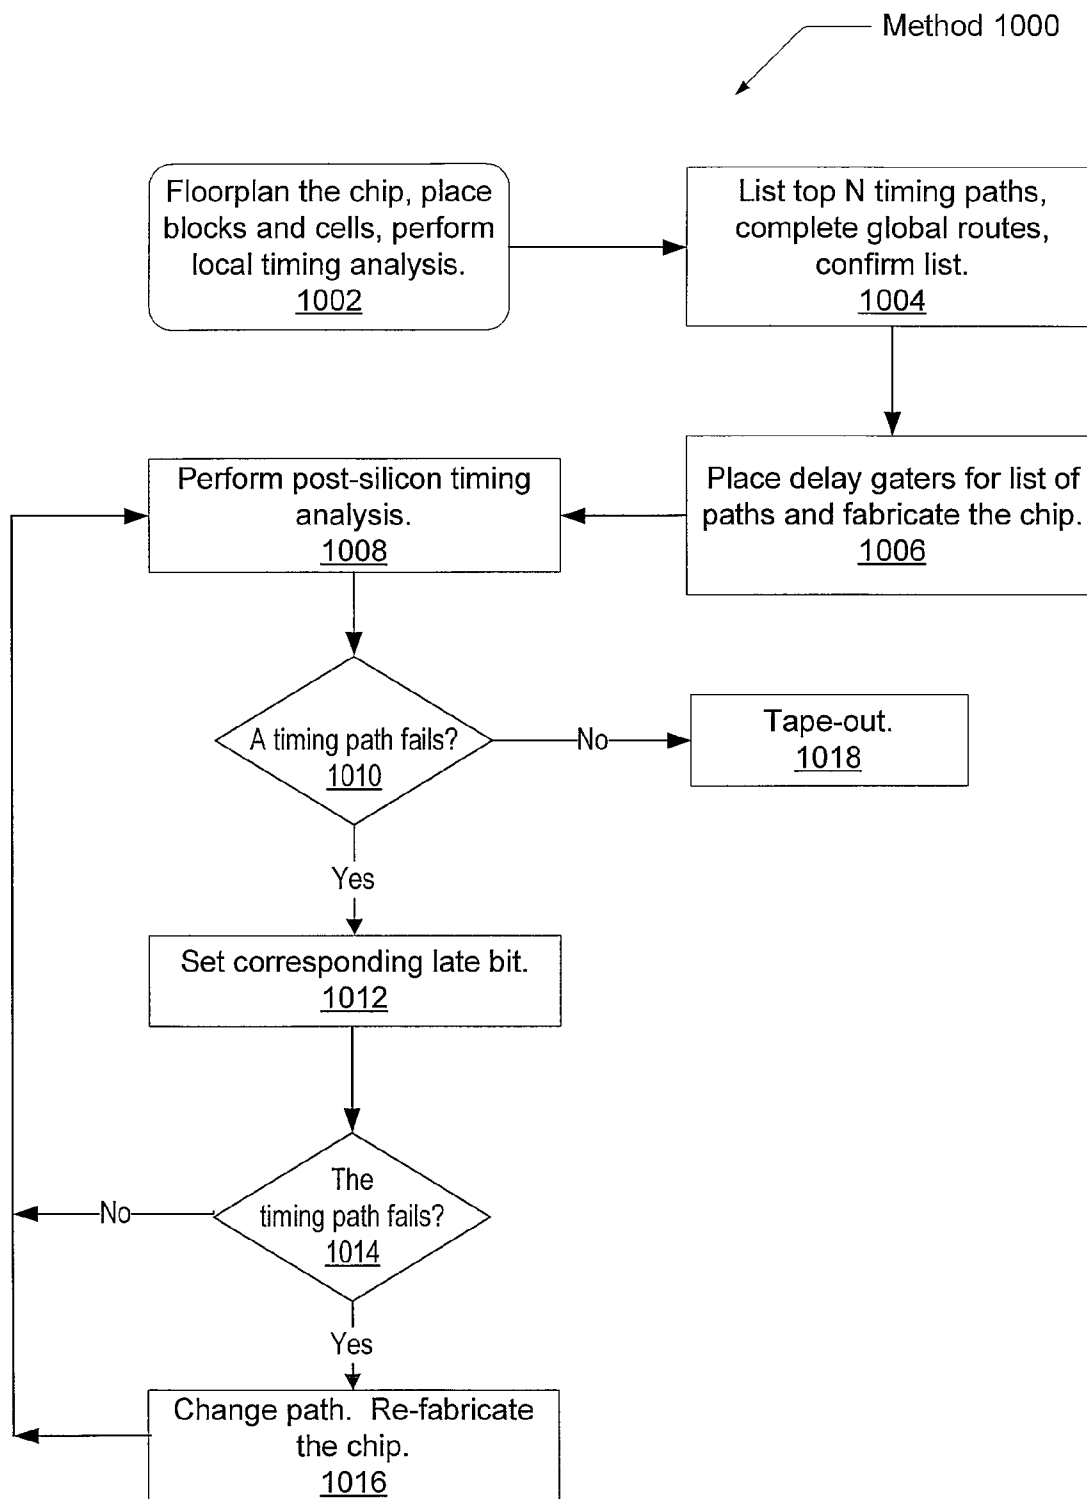 Method 1000
Floorplan the chip, place
blocks and cells, perform
local timing analysis.
1002
List top N timing paths,
complete global routes,
confirm list.
1004
Place delay gaters for list of
paths and fabricate the chip.
1006
Perform post-silicon timing
analysis.
1008
A timing path fails?
1010
No
Tape-out.
1018
Yes
Set corresponding late bit.
1012
The
timing path fails?
1014
No
Yes
Change path. Re-fabricate
the chip.
1016